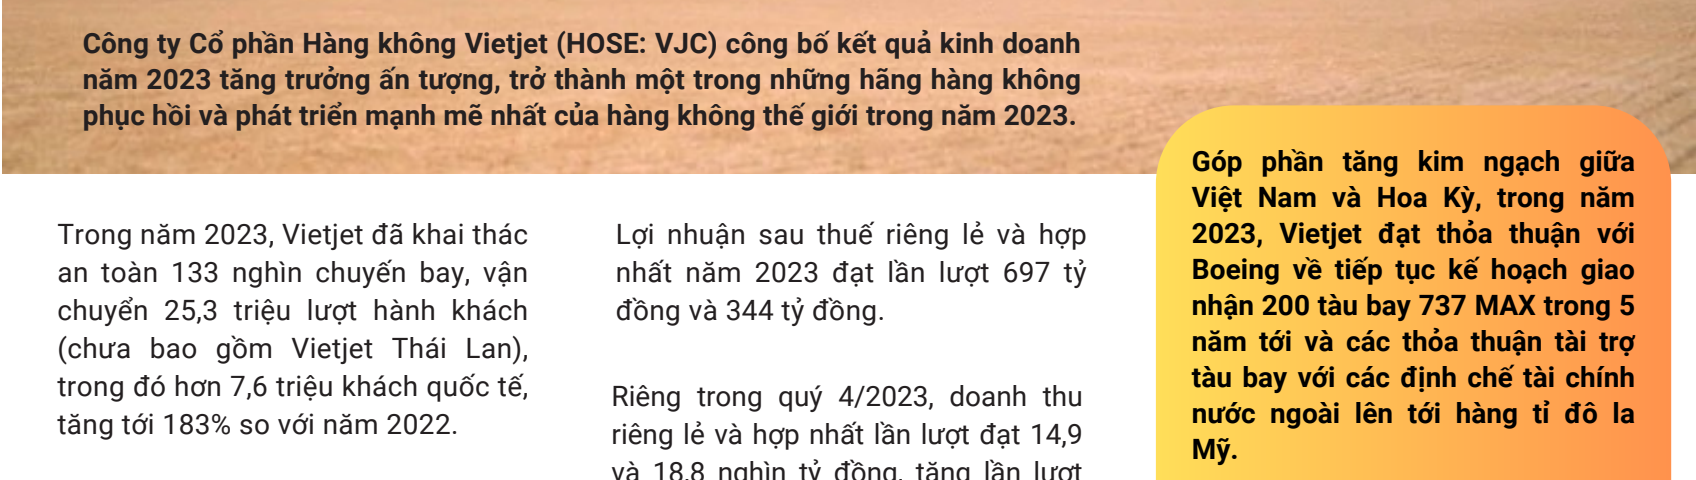 Công ty Cổ phần Hàng không Vietjet (HOSE: VJC) công bố kết quả kinh doanh
năm 2023 tăng trưởng ấn tượng, trở thành một trong những hãng hàng không
phục hồi và phát triển mạnh mẽ nhất của hàng không thế giới trong năm 2023.
Trong năm 2023, Vietjet đã khai thác
an toàn 133 nghìn chuyến bay, vận
chuyển 25,3 triệu lượt hành khách
(chưa bao gồm Vietjet Thái Lan),
trong đó hơn 7,6 triệu khách quốc tế,
tăng tới 183% so với năm 2022.
Lợi nhuận sau thuế riêng lẻ và hợp
nhất năm 2023 đạt lần lượt 697 tỷ
đồng và 344 tỷ đồng.
Riêng trong quý 4/2023, doanh thu
riêng lẻ và hợp nhất lần lượt đạt 14,9
và 18,8 nghìn tỷ đồng, tăng lần lượt
Góp phần tăng kim ngạch giữa
Việt Nam và Hoa Kỳ, trong năm
2023, Vietjet đạt thỏa thuận với
Boeing về tiếp tục kế hoạch giao
nhận 200 tàu bay 737 MAX trong 5
năm tới và các thỏa thuận tài trợ
tàu bay với các định chế tài chính
nước ngoài lên tới hàng tỉ đô la
Mỹ.